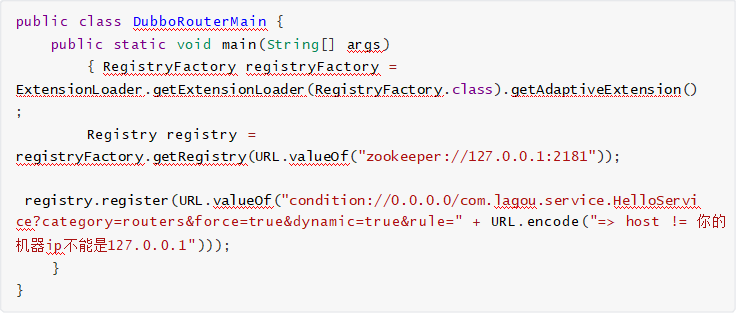 public class DubboRouterMain {
public static void main(String[] args)
{ RegistryFactory registryFactory =
ExtensionLoader.getExtensionLoader(RegistryFactory.class).getAdaptiveExtension()
;
Registry registry =
registryFactory.getRegistry(URL.valueOf("zookeeper://127.0.0.1:2181"));
registry.register(URL.valueOf("condition://0.0.0.0/com.lagou.service.HelloServi
ce?category=routers&force=true&dynamic=true&rule=" + URL.encode("=> host != 你的
机器ip不能是127.0.0.1")));
}
}